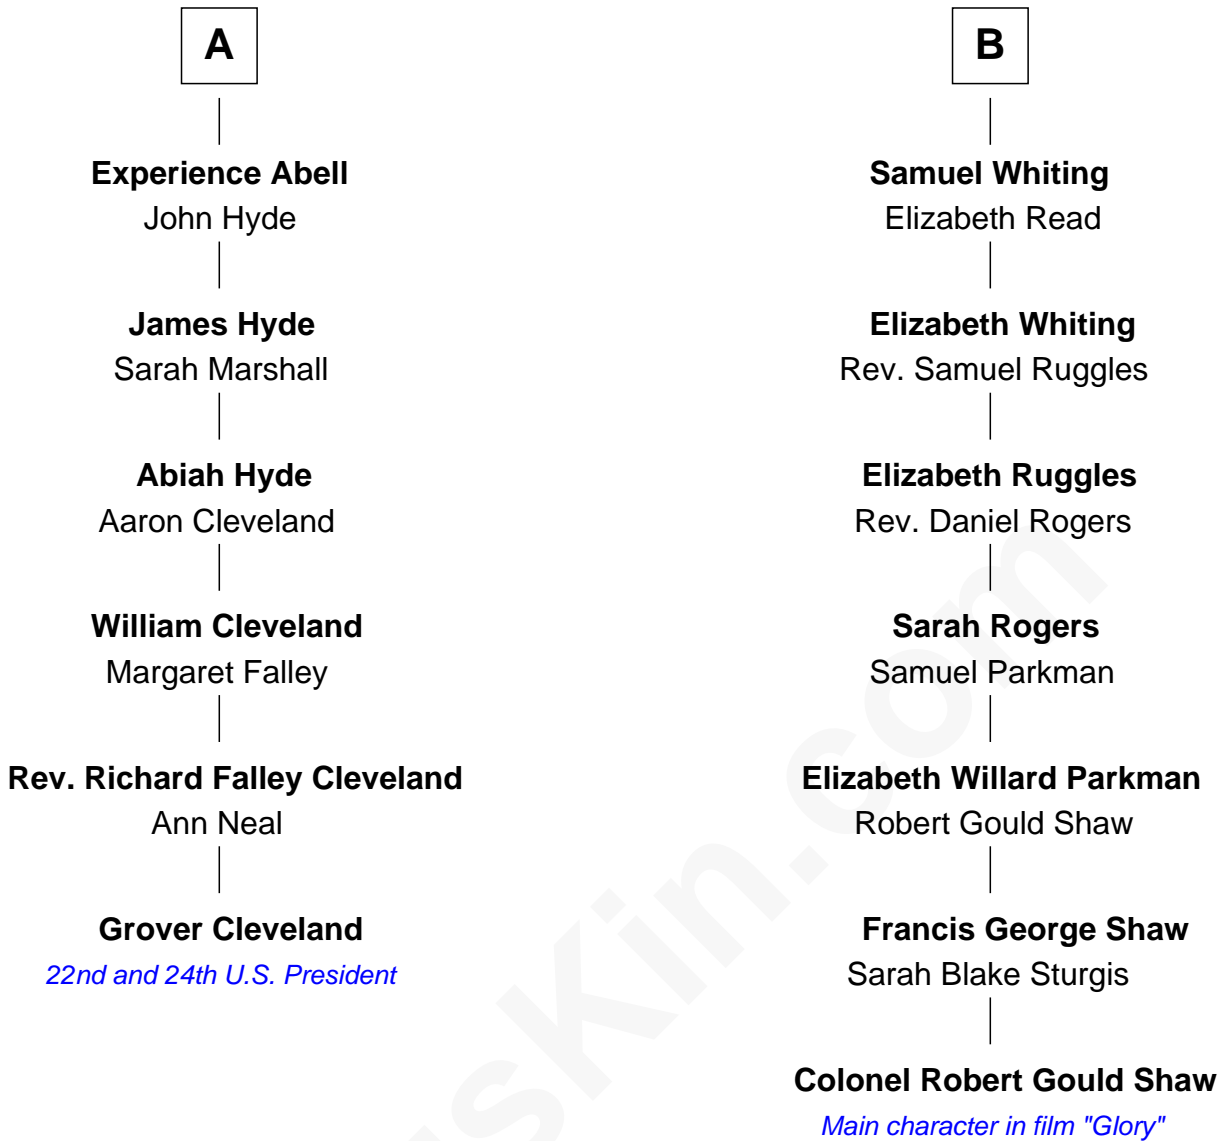 A
Experience Abell
John Hyde
James Hyde
Sarah Marshall
Abiah Hyde
Aaron Cleveland
William Cleveland
Margaret Falley
Rev. Richard Falley Cleveland
Ann Neal
Grover Cleveland
22nd and 24th U.S. President
B
Samuel Whiting
Elizabeth Read
Elizabeth Whiting
Rev. Samuel Ruggles
Elizabeth Ruggles
Rev. Daniel Rogers
Sarah Rogers
Samuel Parkman
Elizabeth Willard Parkman
Robert Gould Shaw
Francis George Shaw
Sarah Blake Sturgis
Colonel Robert Gould Shaw
Main character in film "Glory"